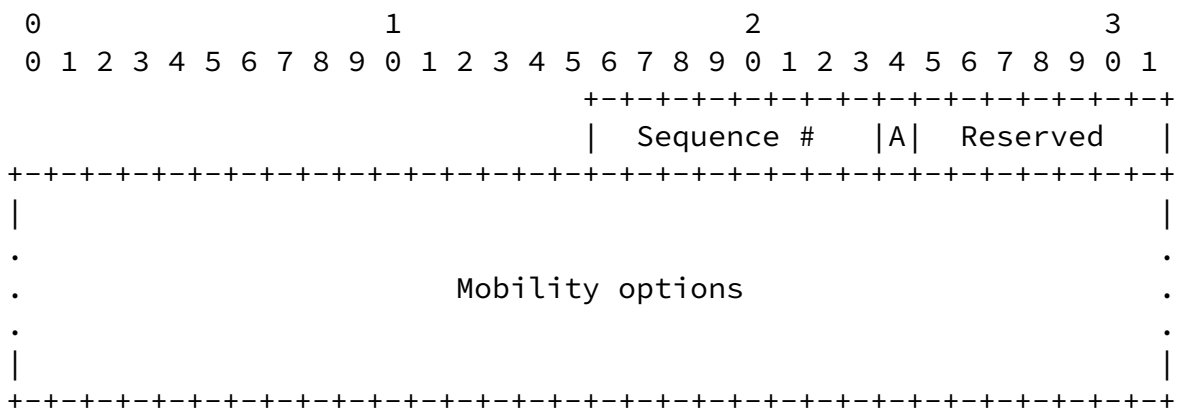 0                   1                   2                   3
 0 1 2 3 4 5 6 7 8 9 0 1 2 3 4 5 6 7 8 9 0 1 2 3 4 5 6 7 8 9 0 1
                                +-+-+-+-+-+-+-+-+-+-+-+-+-+-+-+-+
                                |  Sequence #   |A|  Reserved   |
+-+-+-+-+-+-+-+-+-+-+-+-+-+-+-+-+-+-+-+-+-+-+-+-+-+-+-+-+-+-+-+-+
|                                                               |
.                                                               .
.                        Mobility options                       .
.                                                               .
|                                                               |
+-+-+-+-+-+-+-+-+-+-+-+-+-+-+-+-+-+-+-+-+-+-+-+-+-+-+-+-+-+-+-+-+